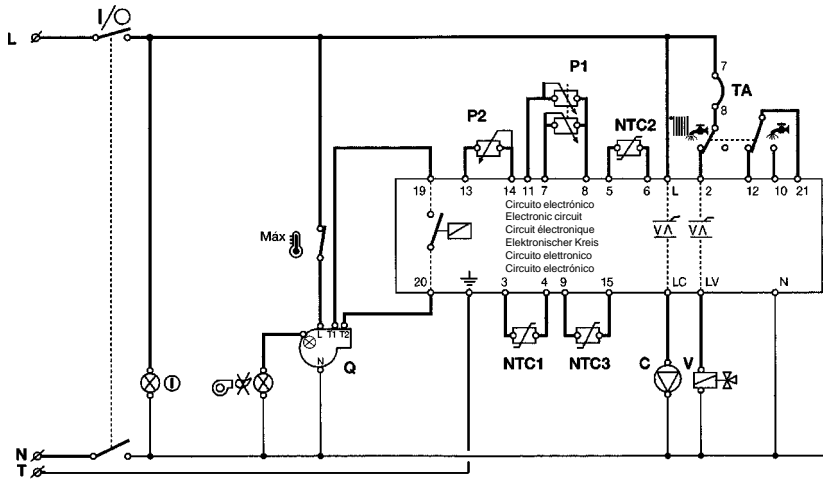 I/O
L
7
P1
TA
8
P2
NTC2
19 13 14 11 7 8 5 6 L 2 12 10 21
Circuito electrónico
Electronic circuit
Circuit électronique
Elektronischer Kreis
Circuito elettronico
Circuito electrónico
Máx
20 3 4 9 15 LC LV N
L T1 T2
N
Q
NTC1 NTC3 C V
I
N
T